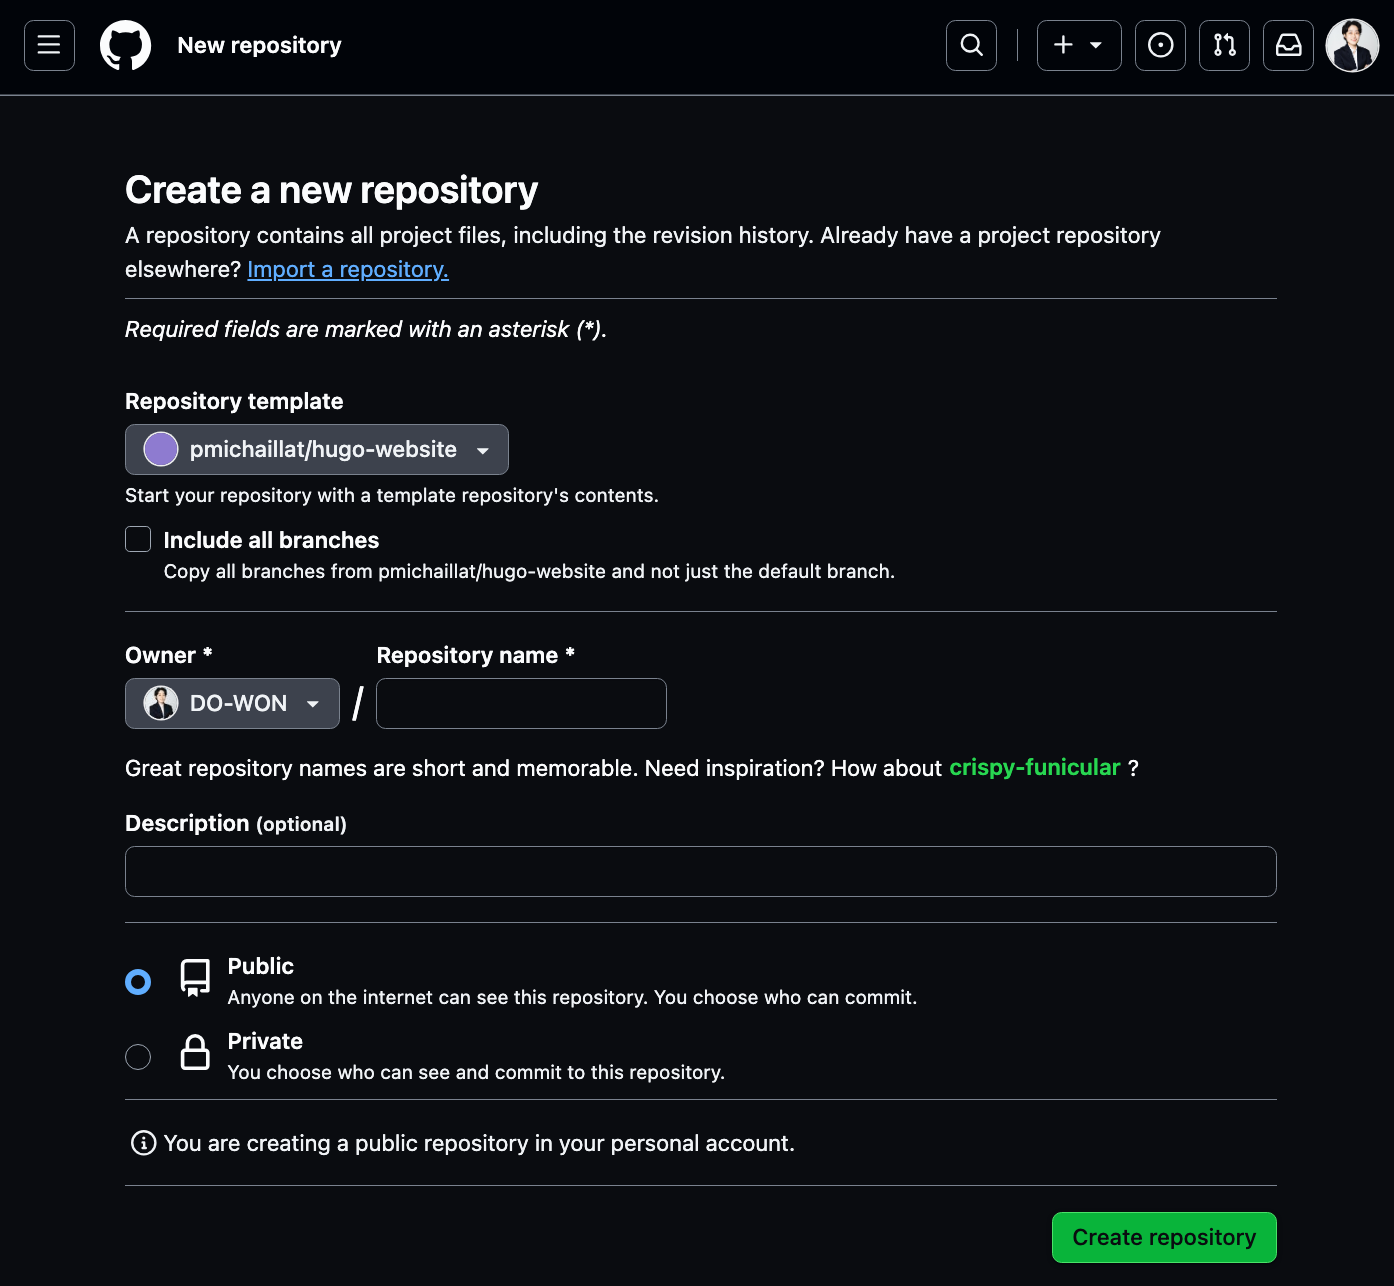 New repository
Create a new repository
A repository contains all project files, including the revision history. Already have a project repository
elsewhere? Import a repository.
Required fields are marked with an asterisk (*).
Repository template
pmichaillat/hugo-website
Start your repository with a template repository's contents.
Include all branches
Copy all branches from pmichaillat/hugo-website and not just the default branch.
Owner * Repository name *
DO-WON /
Great repository names are short and memorable. Need inspiration? How about crispy-funicular ?
Description (optional)
Public
Anyone on the internet can see this repository. You choose who can commit.
Private
You choose who can see and commit to this repository.
You are creating a public repository in your personal account.
Create repository